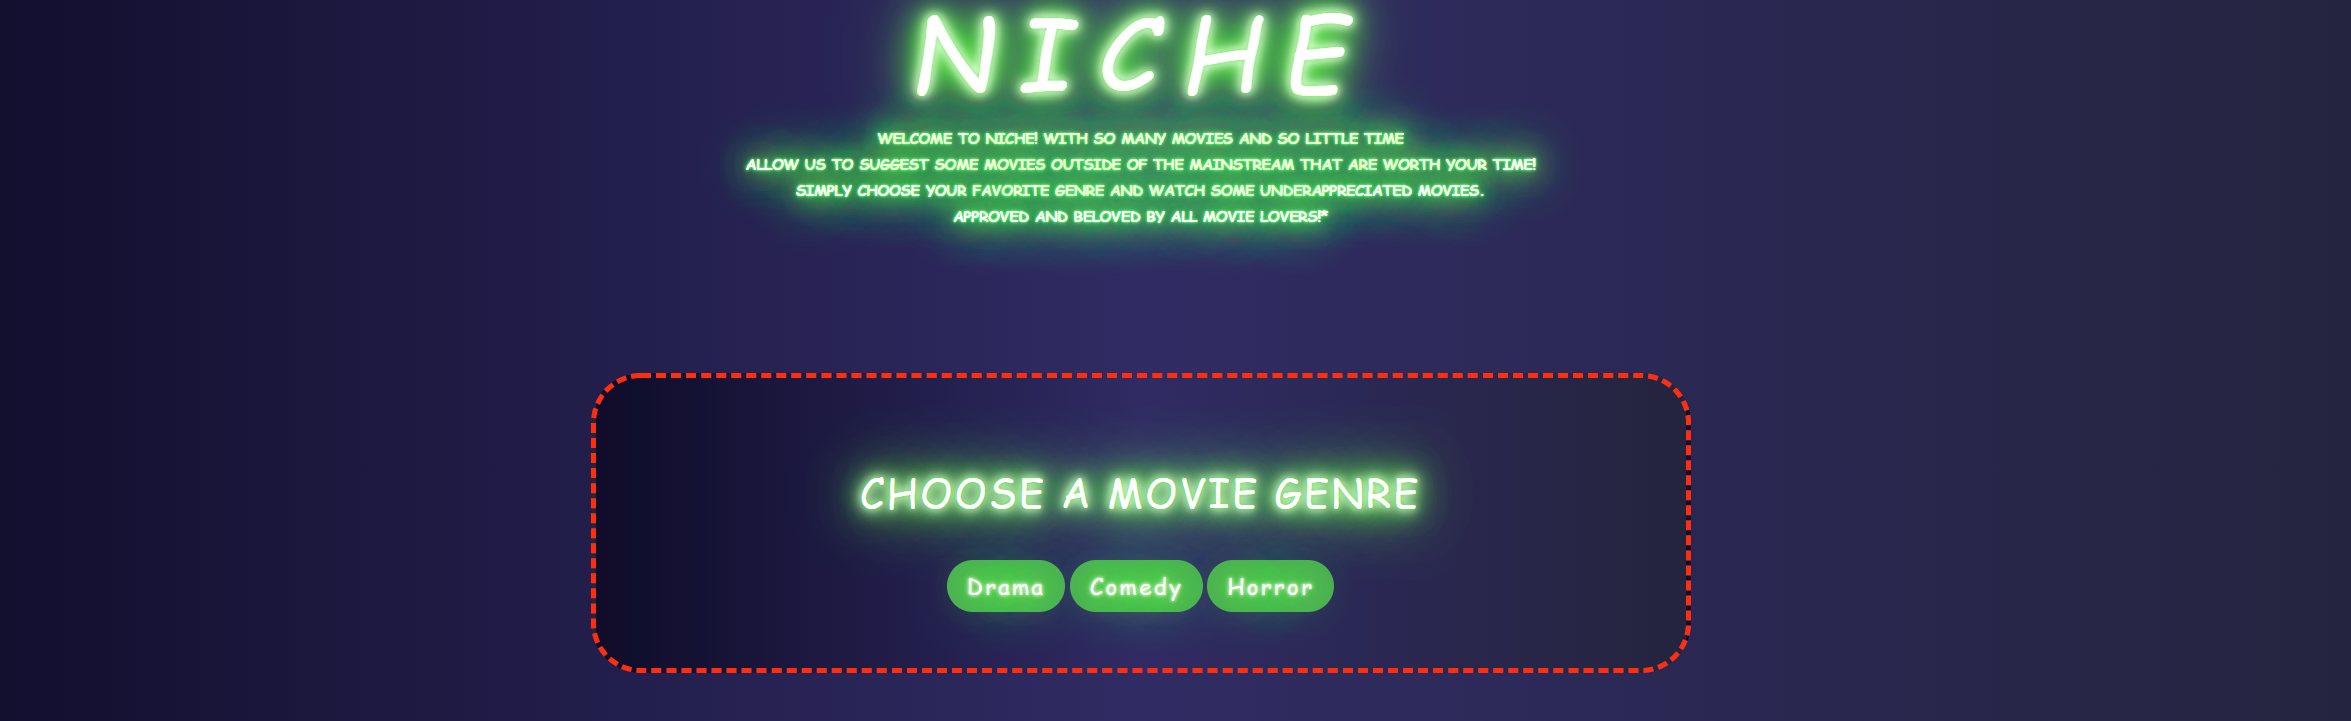 NICHE
WELCOME TO NICHE! WITH SO MANY MOVIES AND SO LITTLE TIME
ALLOW US TO SUGGEST SOME MOVIES OUTSIDE OF THE MAINSTREAM THAT ARE WORTH YOUR TIME!
SIMPLY CHOOSE YOUR FAVORITE GENRE AND WATCH SOME UNDERAPPRECIATED MOVIES.
APPROVED AND BELOVED BY ALL MOVIE LOVERS!*
CHOOSE A MOVIE GENRE
Drama Comedy Horror